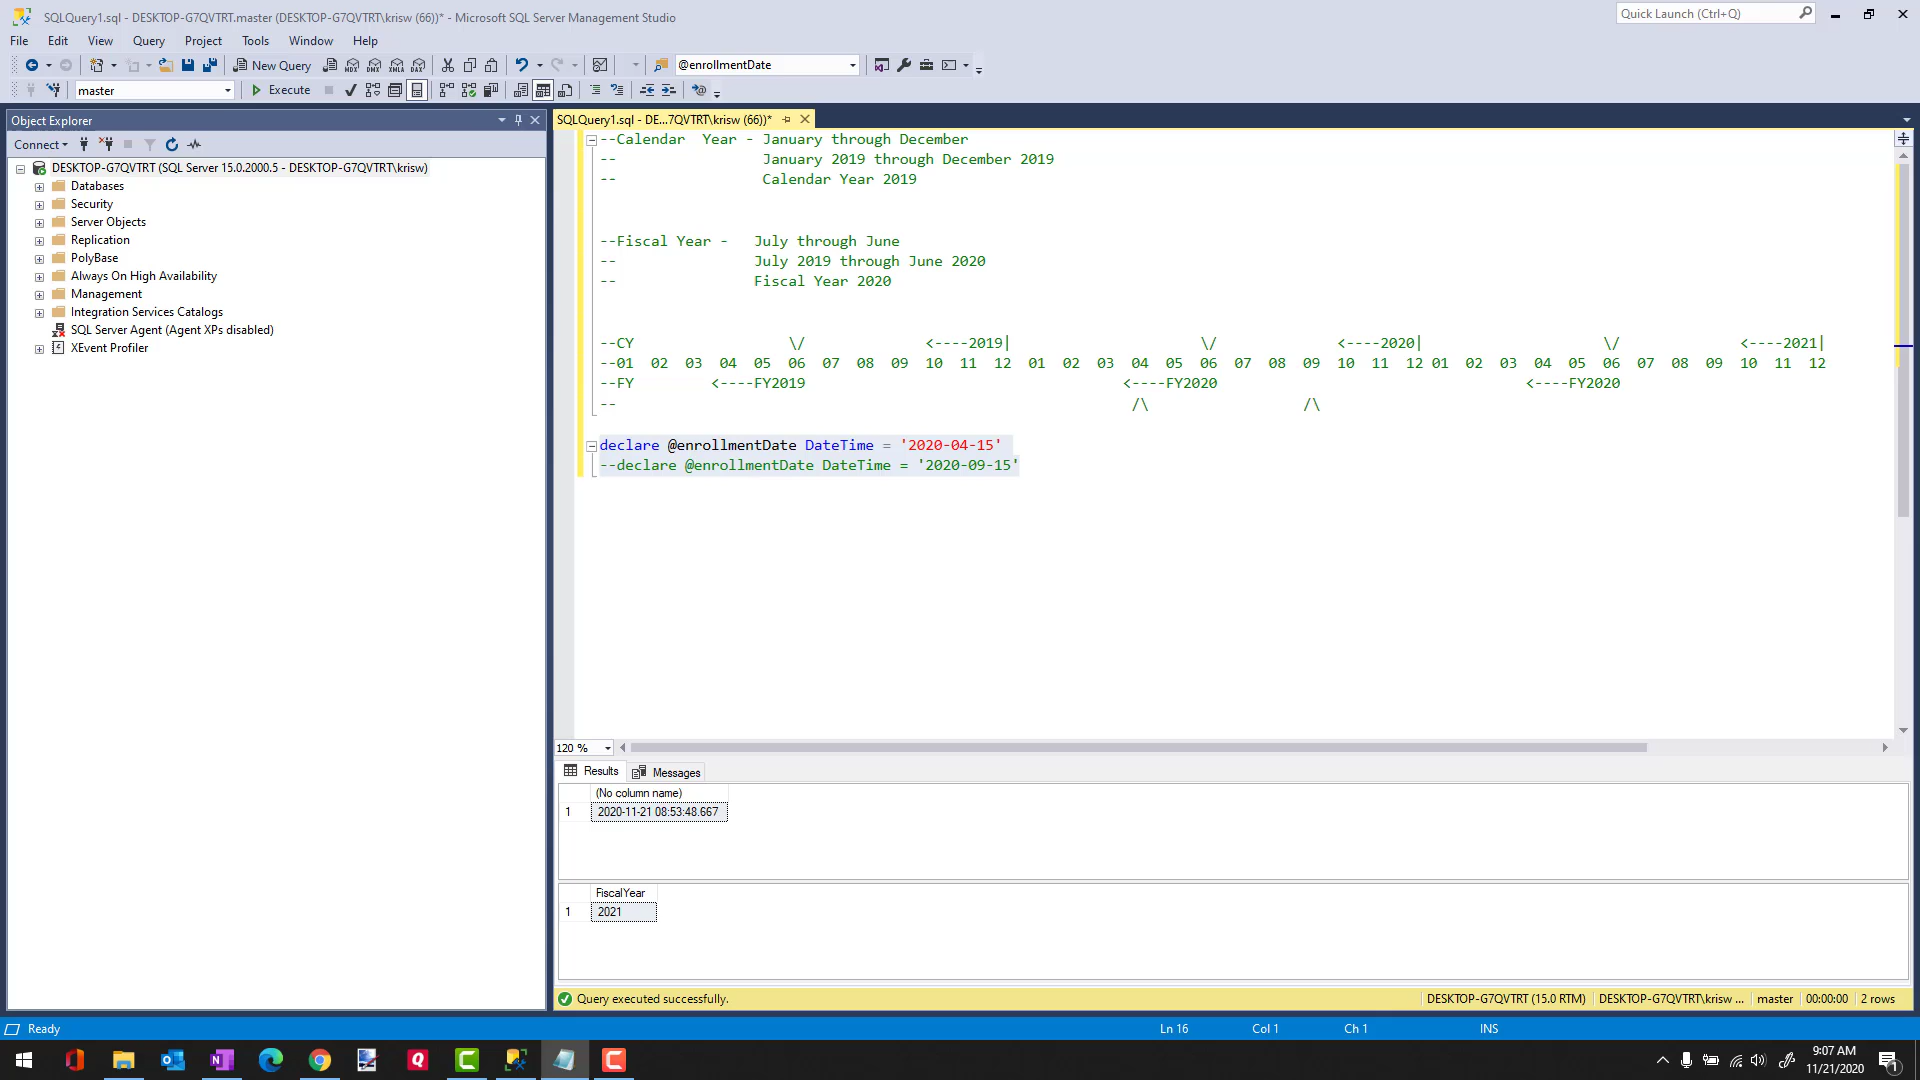 SQLQuery1.sql - DESKTOP-G7QVTRT.master (DESKTOP-G7QVTRT\krisw (66))* - Microsoft SQL Server Management Studio
Quick Launch (Ctrl+Q)
File Edit View Query Project Tools Window Help
New Query
MDX DMX XMLA DAX
@enrollmentDate
master
Execute
Object Explorer
SQLQuery1.sql - DE...7QVTRT\krisw (66))*
Connect
DESKTOP-G7QVTRT (SQL Server 15.0.2000.5 - DESKTOP-G7QVTRT\krisw)
Databases
Security
Server Objects
Replication
PolyBase
Always On High Availability
Management
Integration Services Catalogs
SQL Server Agent (Agent XPs disabled)
XEvent Profiler
--Calendar  Year - January through December
--                 January 2019 through December 2019
--                 Calendar Year 2019
--Fiscal Year -   July through June
--                July 2019 through June 2020
--                Fiscal Year 2020
--CY                  \/              <----2019|                      \/              <----2020|                     \/              <----2021|
--01  02  03  04  05  06  07  08  09  10  11  12  01  02  03  04  05  06  07  08  09  10  11  12 01  02  03  04  05  06  07  08  09  10  11  12
--FY         <----FY2019                                     <----FY2020                                    <----FY2020
--                                                            /\                  /\
declare @enrollmentDate DateTime = '2020-04-15'
--declare @enrollmentDate DateTime = '2020-09-15'
120 %
Results Messages
(No column name)
1 2020-11-21 08:53:48.667
FiscalYear
1 2021
Query executed successfully.
DESKTOP-G7QVTRT (15.0 RTM) DESKTOP-G7QVTRT\krisw ... master 00:00:00 2 rows
Ready Ln 16 Col 1 Ch 1 INS
9:07 AM
11/21/2020
1